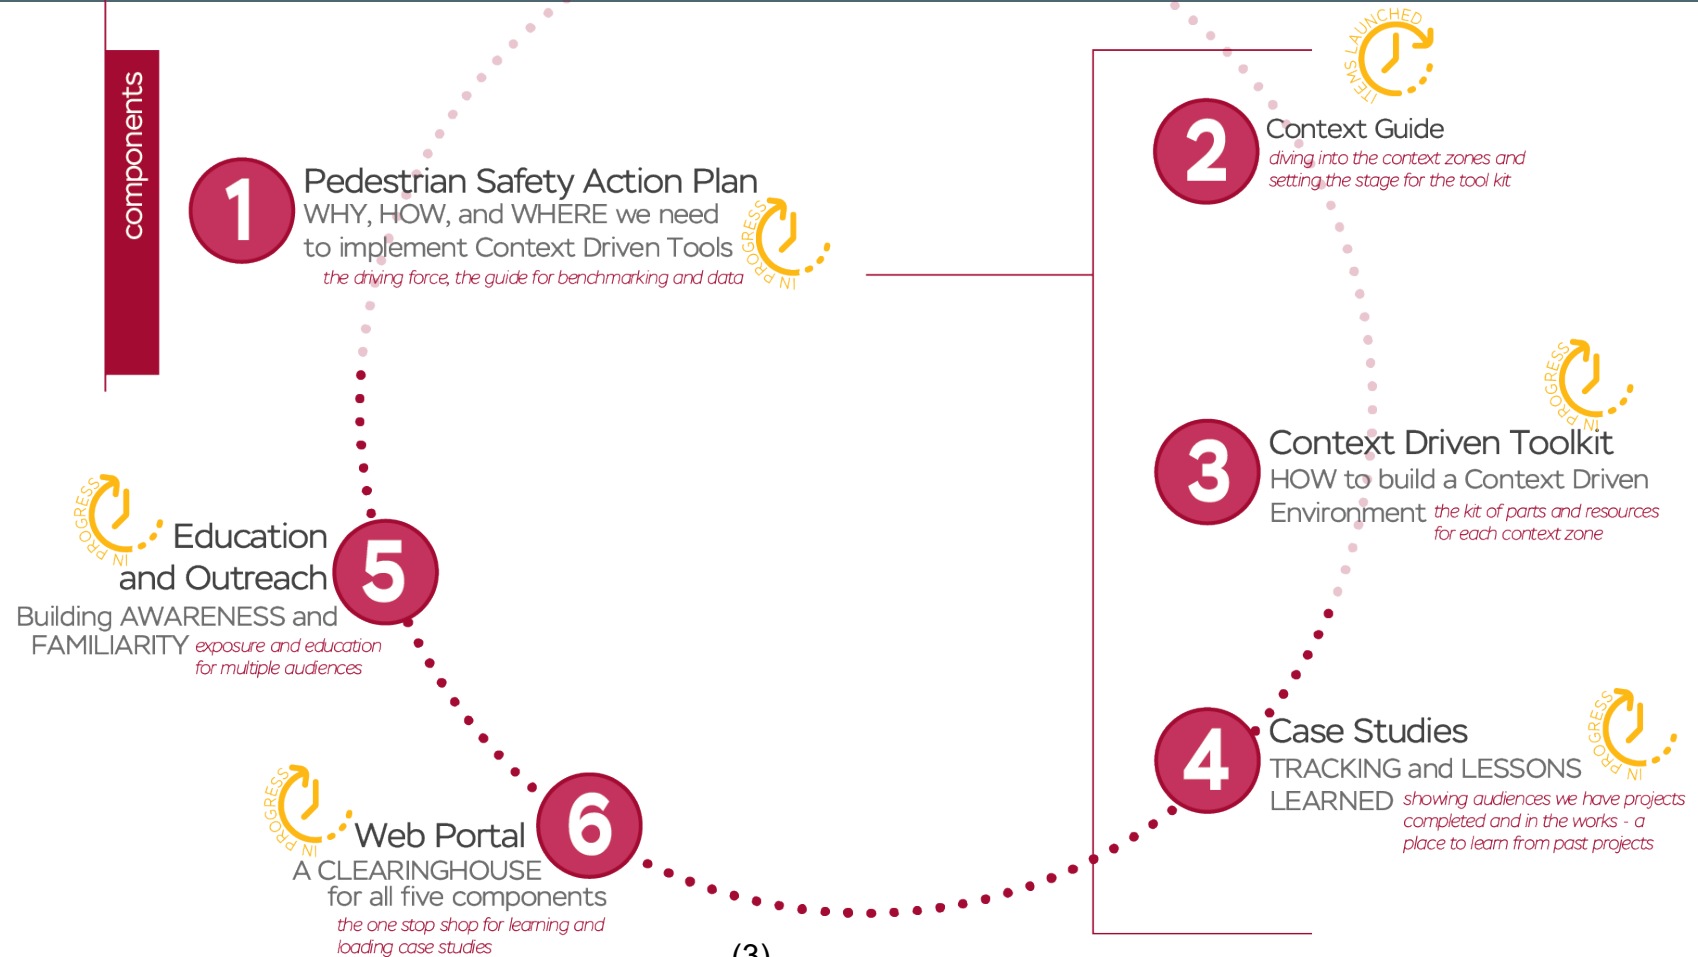 components
1
Pedestrian Safety Action Plan
WHY, HOW, and WHERE we need
to implement Context Driven Tools
the driving force, the guide for benchmarking and data
IN PROGRESS
ITEMS LAUNCHED
2
Context Guide
diving into the context zones and
setting the stage for the tool kit
IN PROGRESS
3
Context Driven Toolkit
HOW to build a Context Driven
Environment the kit of parts and resources
for each context zone
IN PROGRESS
4
Case Studies
TRACKING and LESSONS
LEARNED showing audiences we have projects
completed and in the works - a
place to learn from past projects
IN PROGRESS
5
Education
and Outreach
Building AWARENESS and
FAMILIARITY exposure and education
for multiple audiences
IN PROGRESS
6
Web Portal
A CLEARINGHOUSE
for all five components
the one stop shop for learning and
loading case studies
(3)